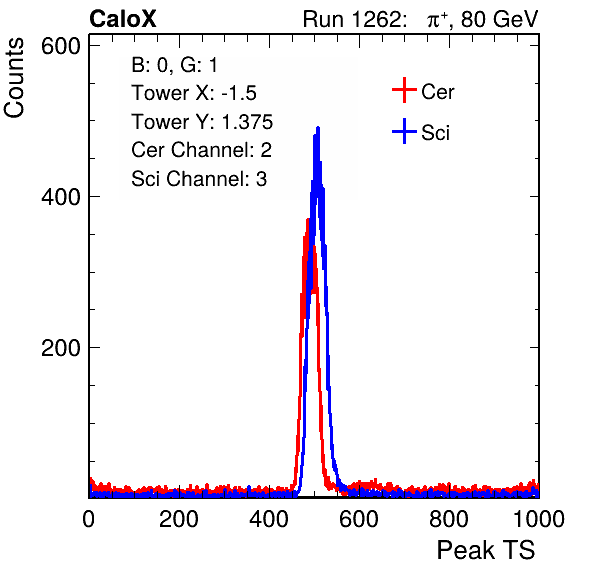 CaloX Run 1262: π⁺, 80 GeV
Counts
600
400
200
B: 0, G: 1
Tower X: -1.5
Tower Y: 1.375
Cer Channel: 2
Sci Channel: 3
Cer
Sci
0 200 400 600 800 1000
Peak TS